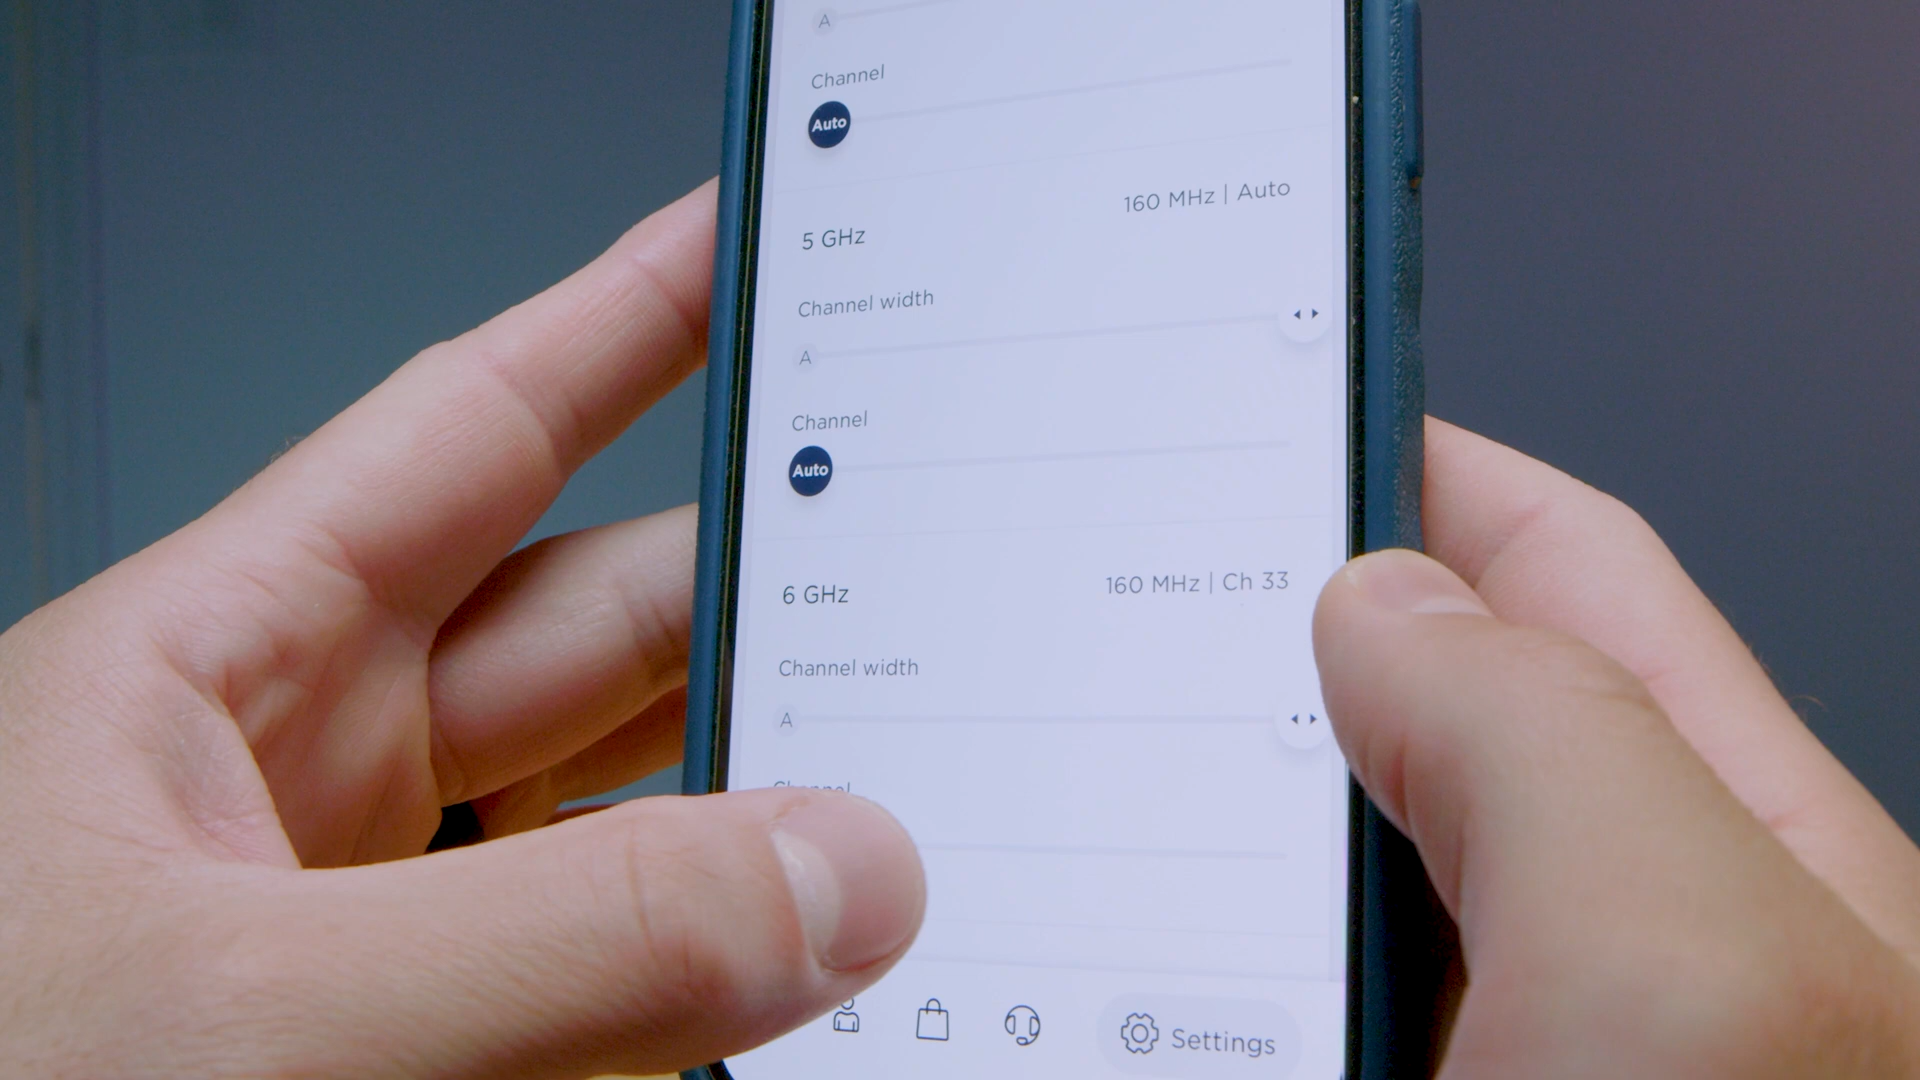 A
Channel
Auto
160 MHz | Auto
5 GHz
Channel width
A
Channel
Auto
6 GHz
160 MHz | Ch 33
Channel width
A
Channel
Settings